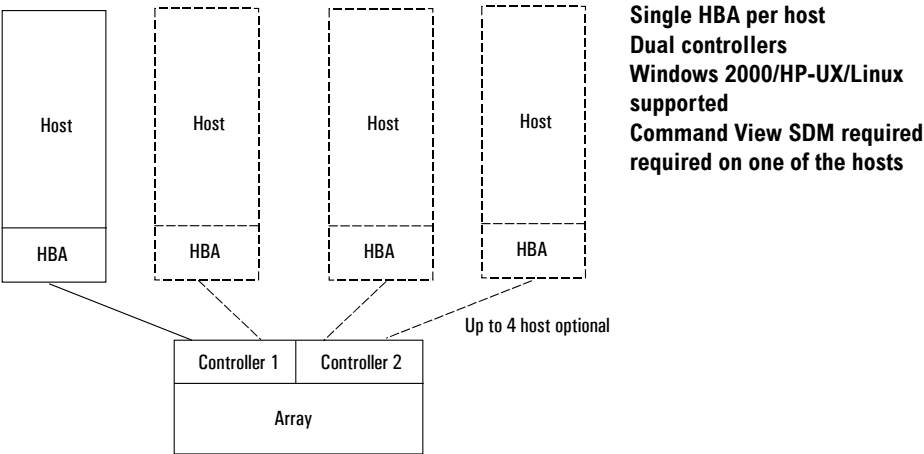 Single HBA per host
Dual controllers
Windows 2000/HP-UX/Linux
supported
Command View SDM required
required on one of the hosts
Host
Host
Host
Host
HBA
HBA
HBA
HBA
Up to 4 host optional
Controller 1
Controller 2
Array